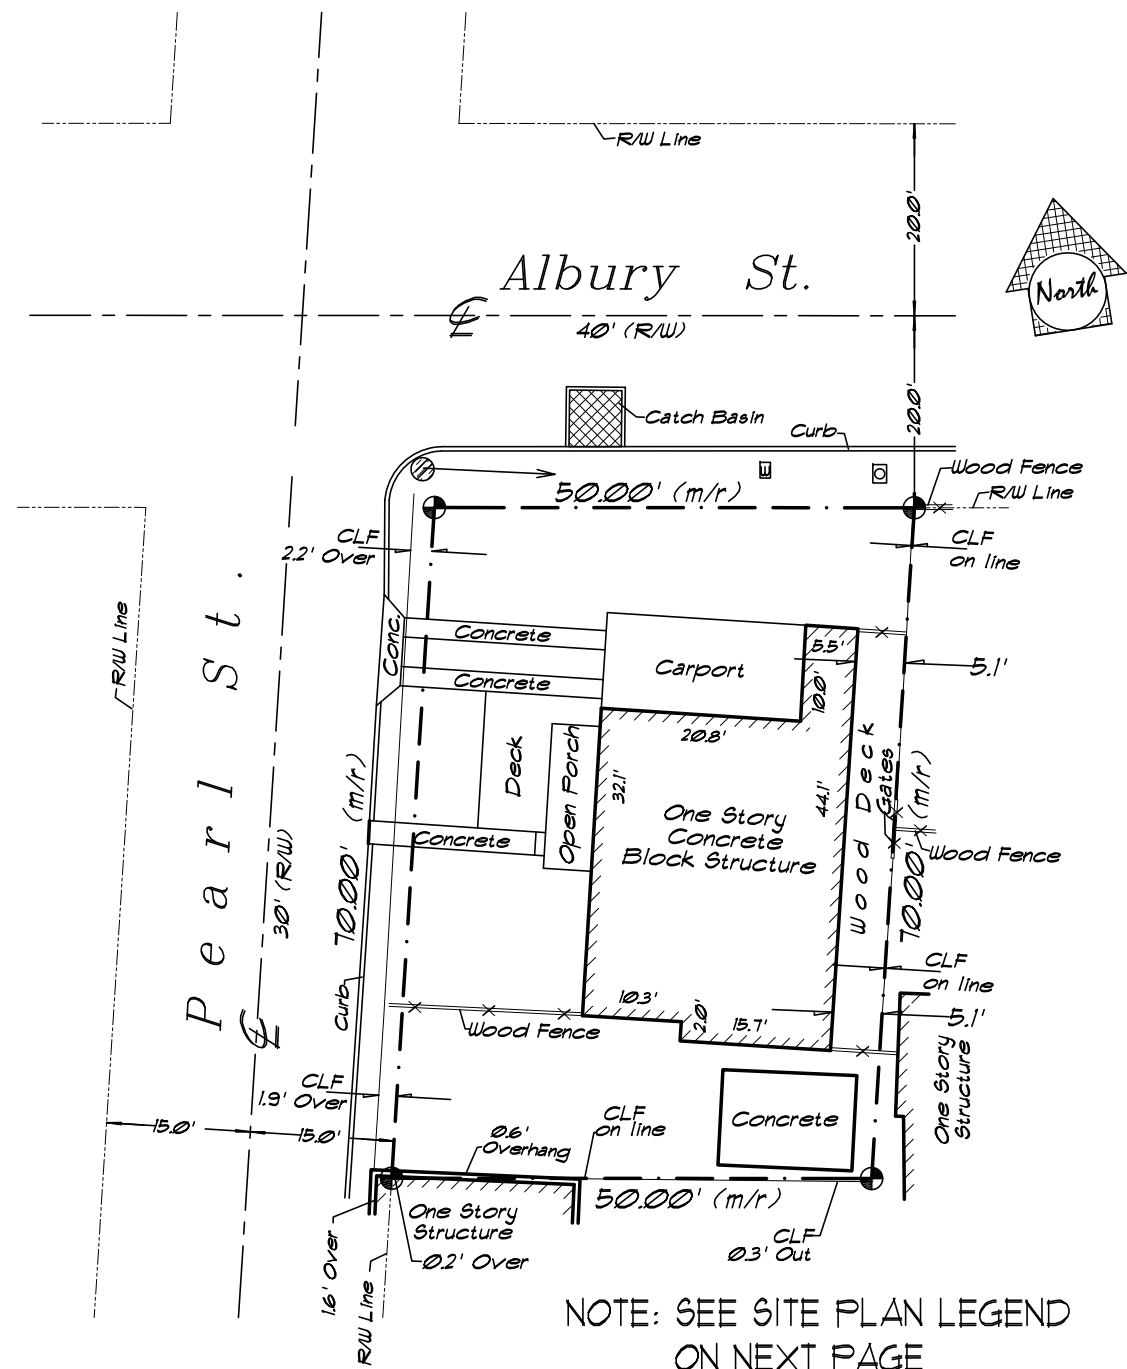 R/W Line
20.0'
Albury St.
North
℄
40' (R/W)
20.0'
Catch Basin
Curb
Wood Fence
E
O
50.00' (m/r)
R/W Line
CLF
2.2' Over
CLF
on line
Conc.
Concrete
5.5'
R/W Line
Carport
5.1'
Concrete
10.0'
20.8'
Pearl St.
Deck
Open Porch
32.1'
44.1'
Wood Deck
Gates
70.00' (m/r)
70.00' (m/r)
One Story
Concrete
Block Structure
Concrete
Wood Fence
30' (R/W)
CLF
on line
Curb
10.3'
2.0'
15.7'
5.1'
℄
Wood Fence
One Story
Structure
CLF
1.9' Over
15.0'
15.0'
0.6'
Overhang
CLF
on line
Concrete
50.00' (m/r)
One Story
Structure
0.2' Over
CLF
0.3' Out
1.6' Over
R/W Line
NOTE: SEE SITE PLAN LEGEND
ON NEXT PAGE